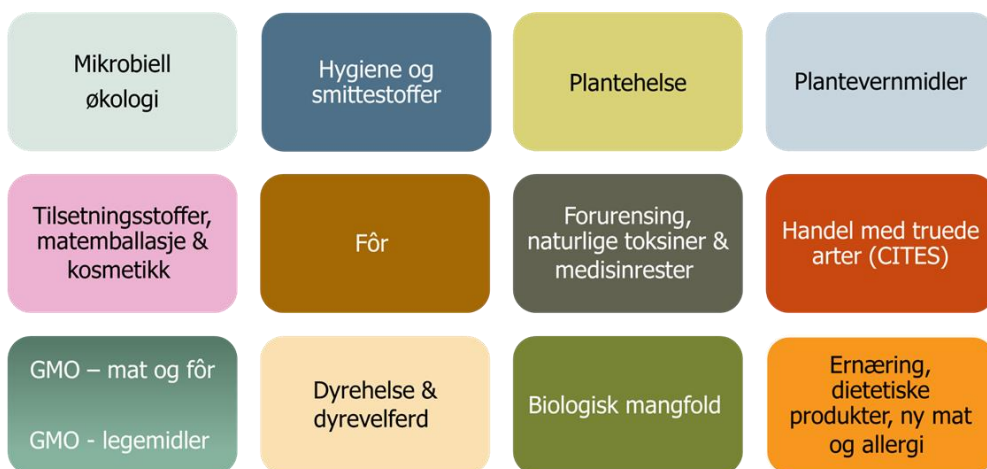 Mikrobiell
økologi
Hygiene og
smittestoffer
Plantehelse
Plantevernmidler
Tilsetningsstoffer,
matemballasje &
kosmetikk
Fôr
Forurensing,
naturlige toksiner &
medisinrester
Handel med truede
arter (CITES)
GMO – mat og fôr
GMO - legemidler
Dyrehelse &
dyrevelferd
Biologisk mangfold
Ernæring,
dietetiske
produkter, ny mat
og allergi